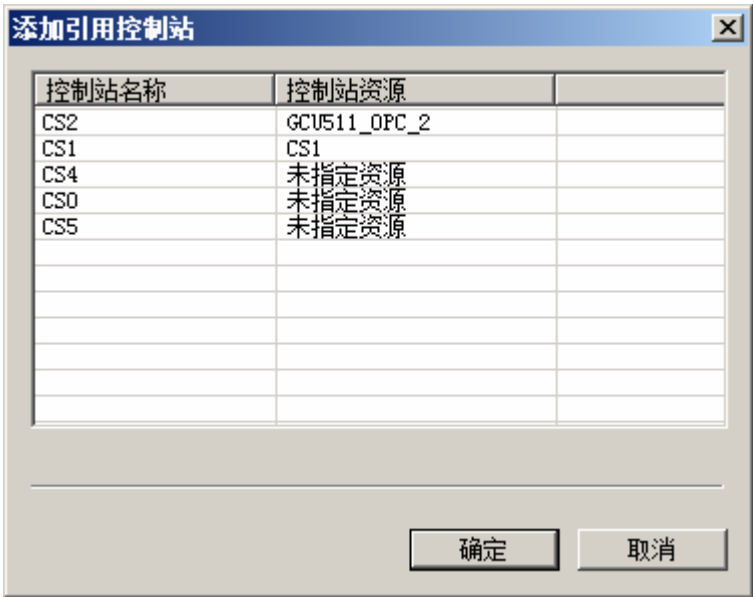 添加引用控制站
控制站名称 控制站资源
CS2 GCU511_OPC_2
CS1 CS1
CS4 未指定资源
CS0 未指定资源
CS5 未指定资源
确定 取消